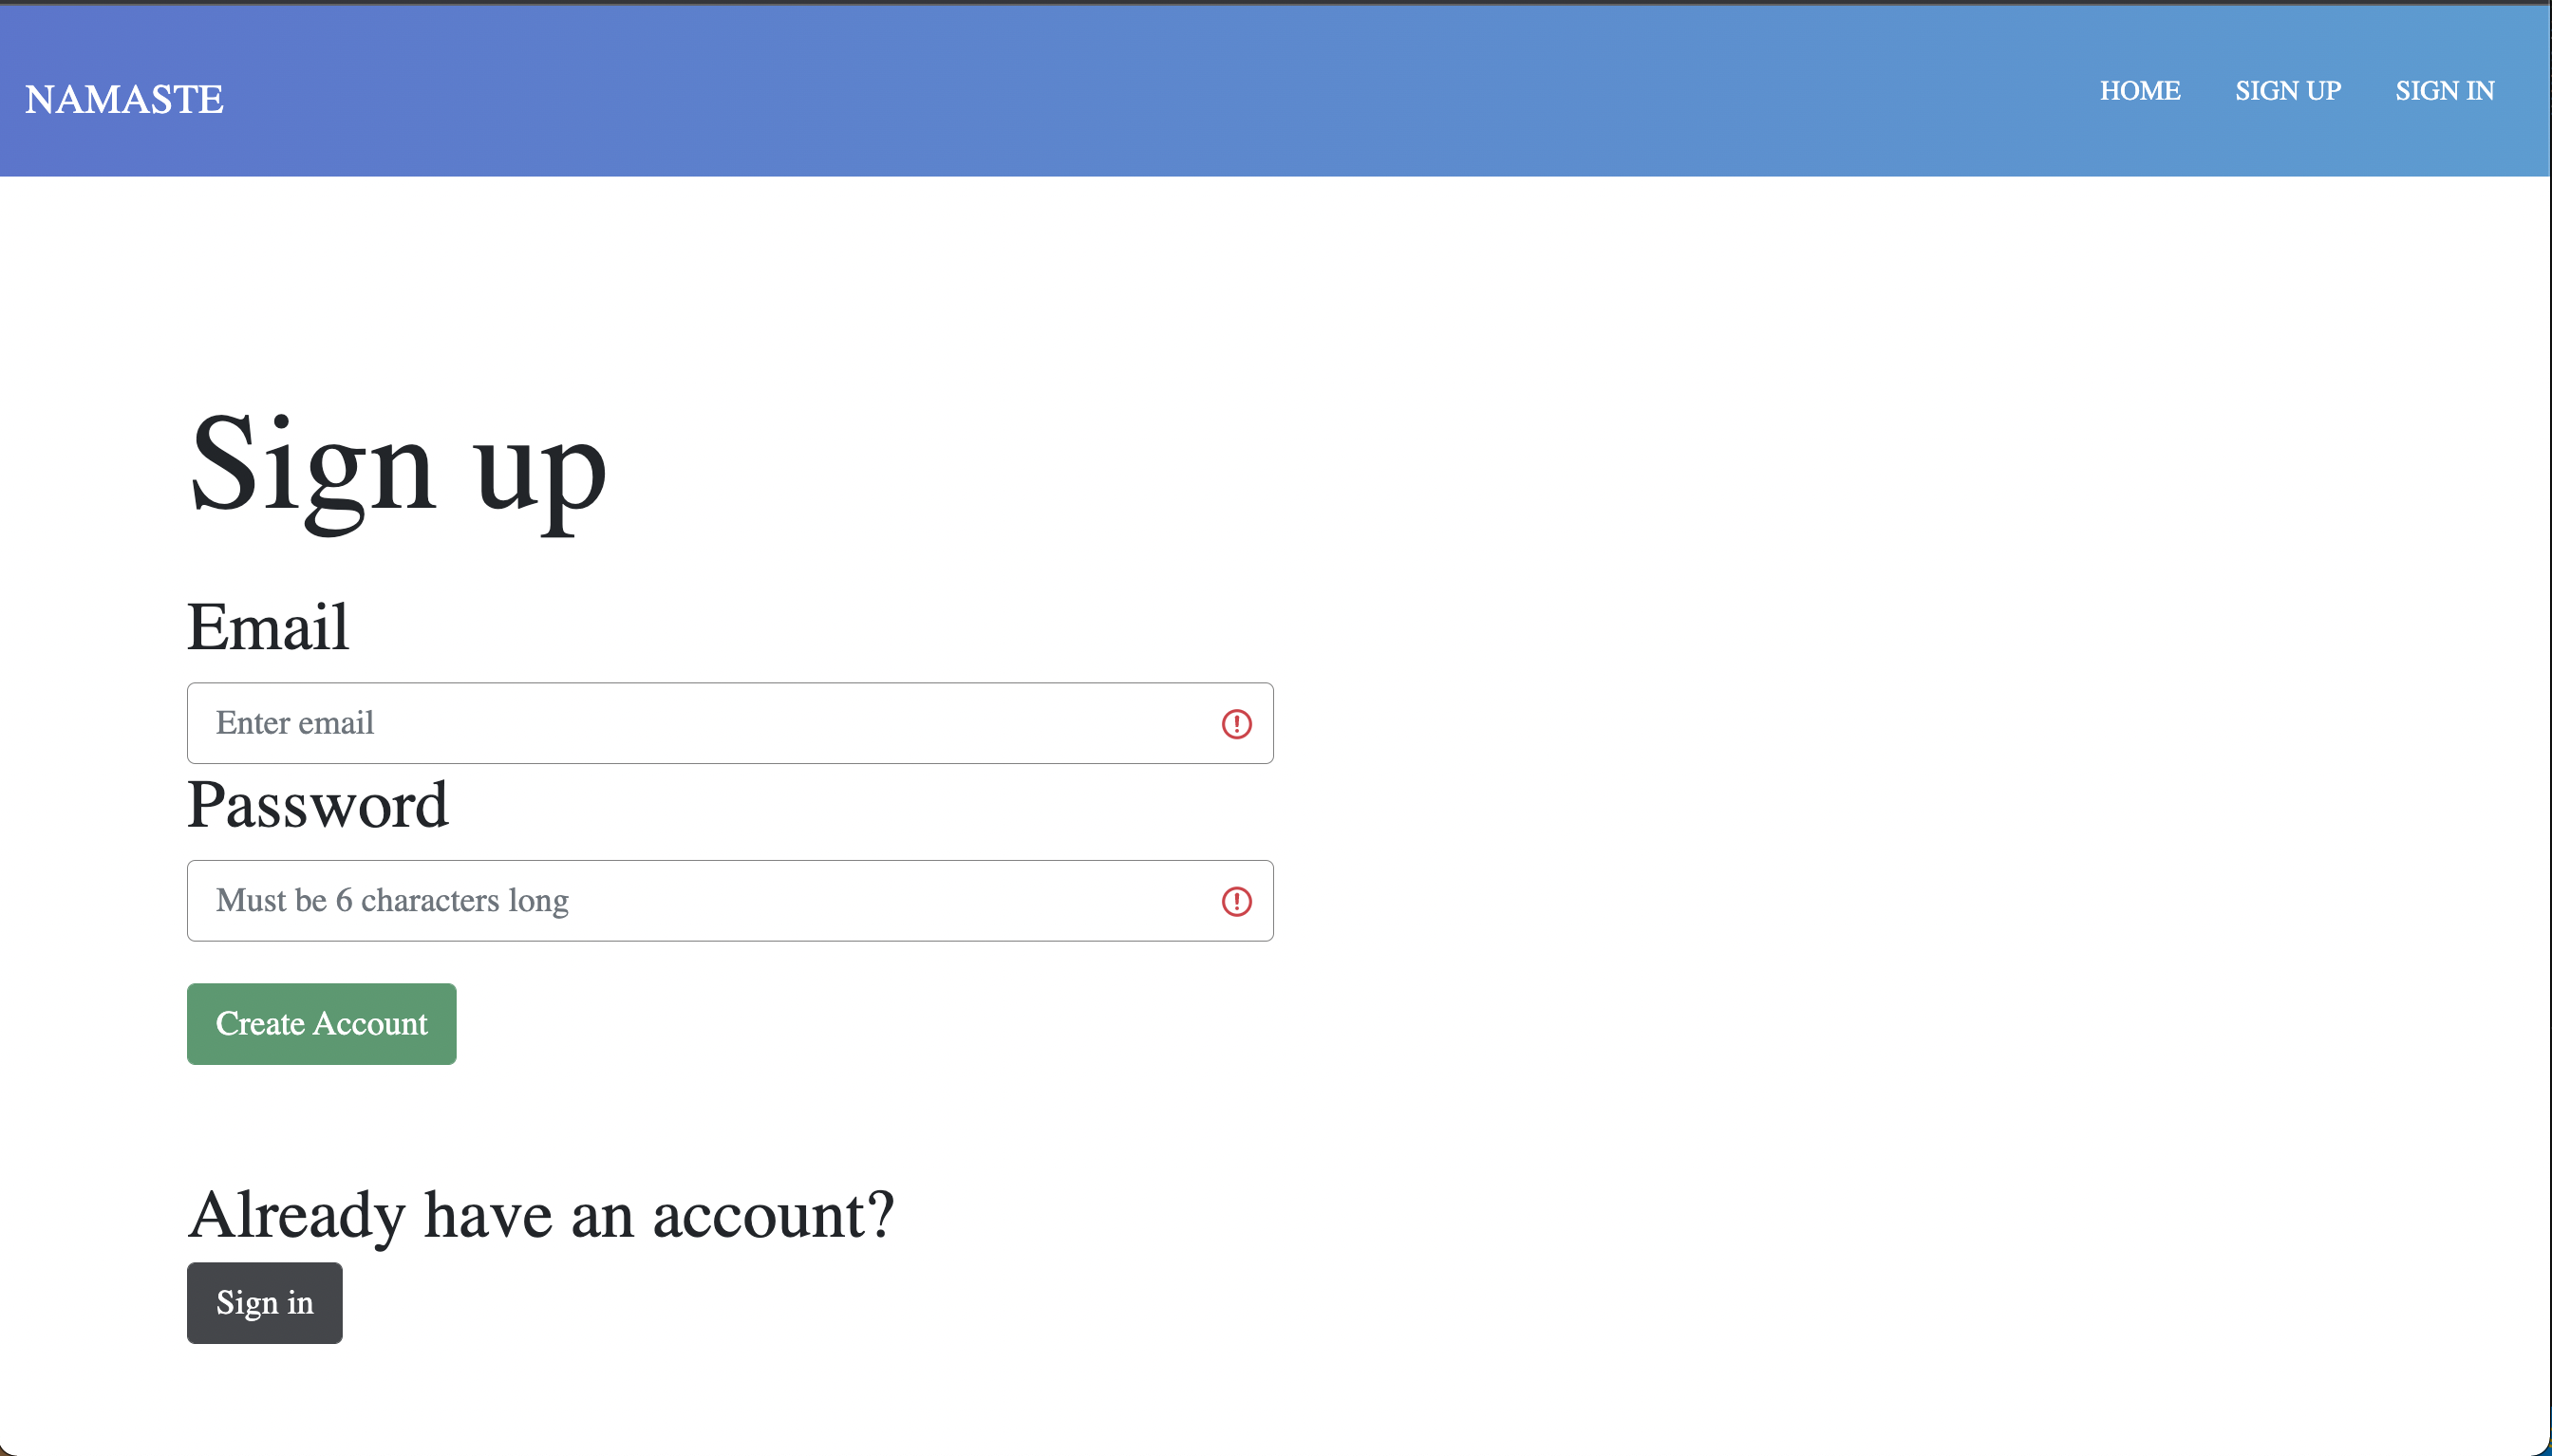 NAMASTE
HOME SIGN UP SIGN IN
Sign up
Email
Enter email
Password
Must be 6 characters long
Create Account
Already have an account?
Sign in